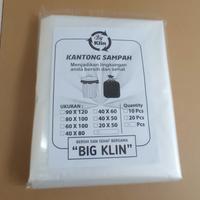 Big
Klin
KANTONG SAMPAH
Menjadikan lingkungan
anda bersih dan sehat
UKURAN : Quantity
90 X 120 40 X 60 10 Pcs
80 X 100 50 X 50 20 Pcs
60 X 100 20 X 50 Pcs
40 X 80
BERSIH DAN SEHAT BERSAMA
"BIG KLIN"